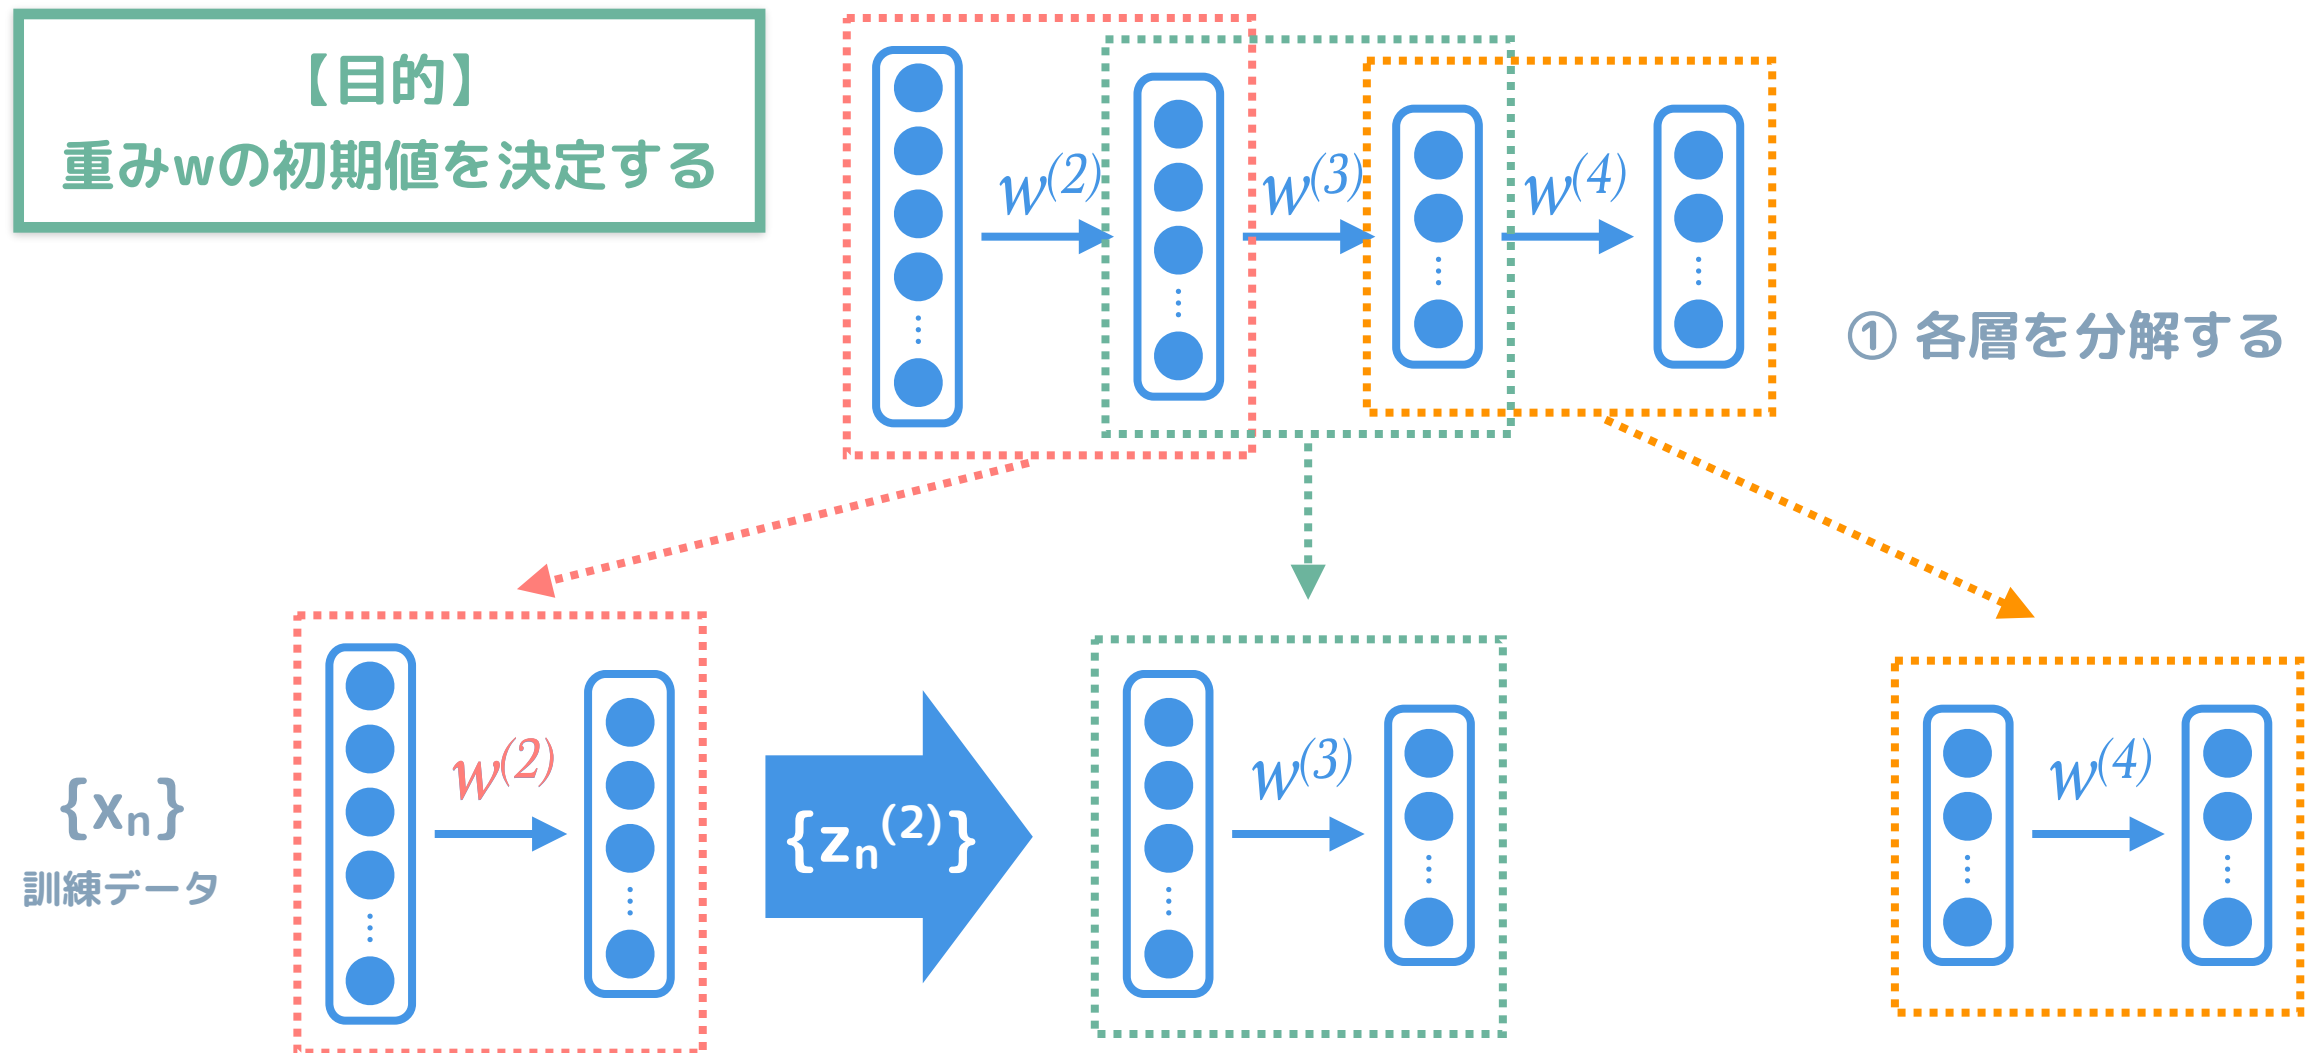 【目的】
重みwの初期値を決定する
w(2)
w(3)
w(4)
① 各層を分解する
{xn}
訓練データ
w(2)
{zn(2)}
w(3)
w(4)